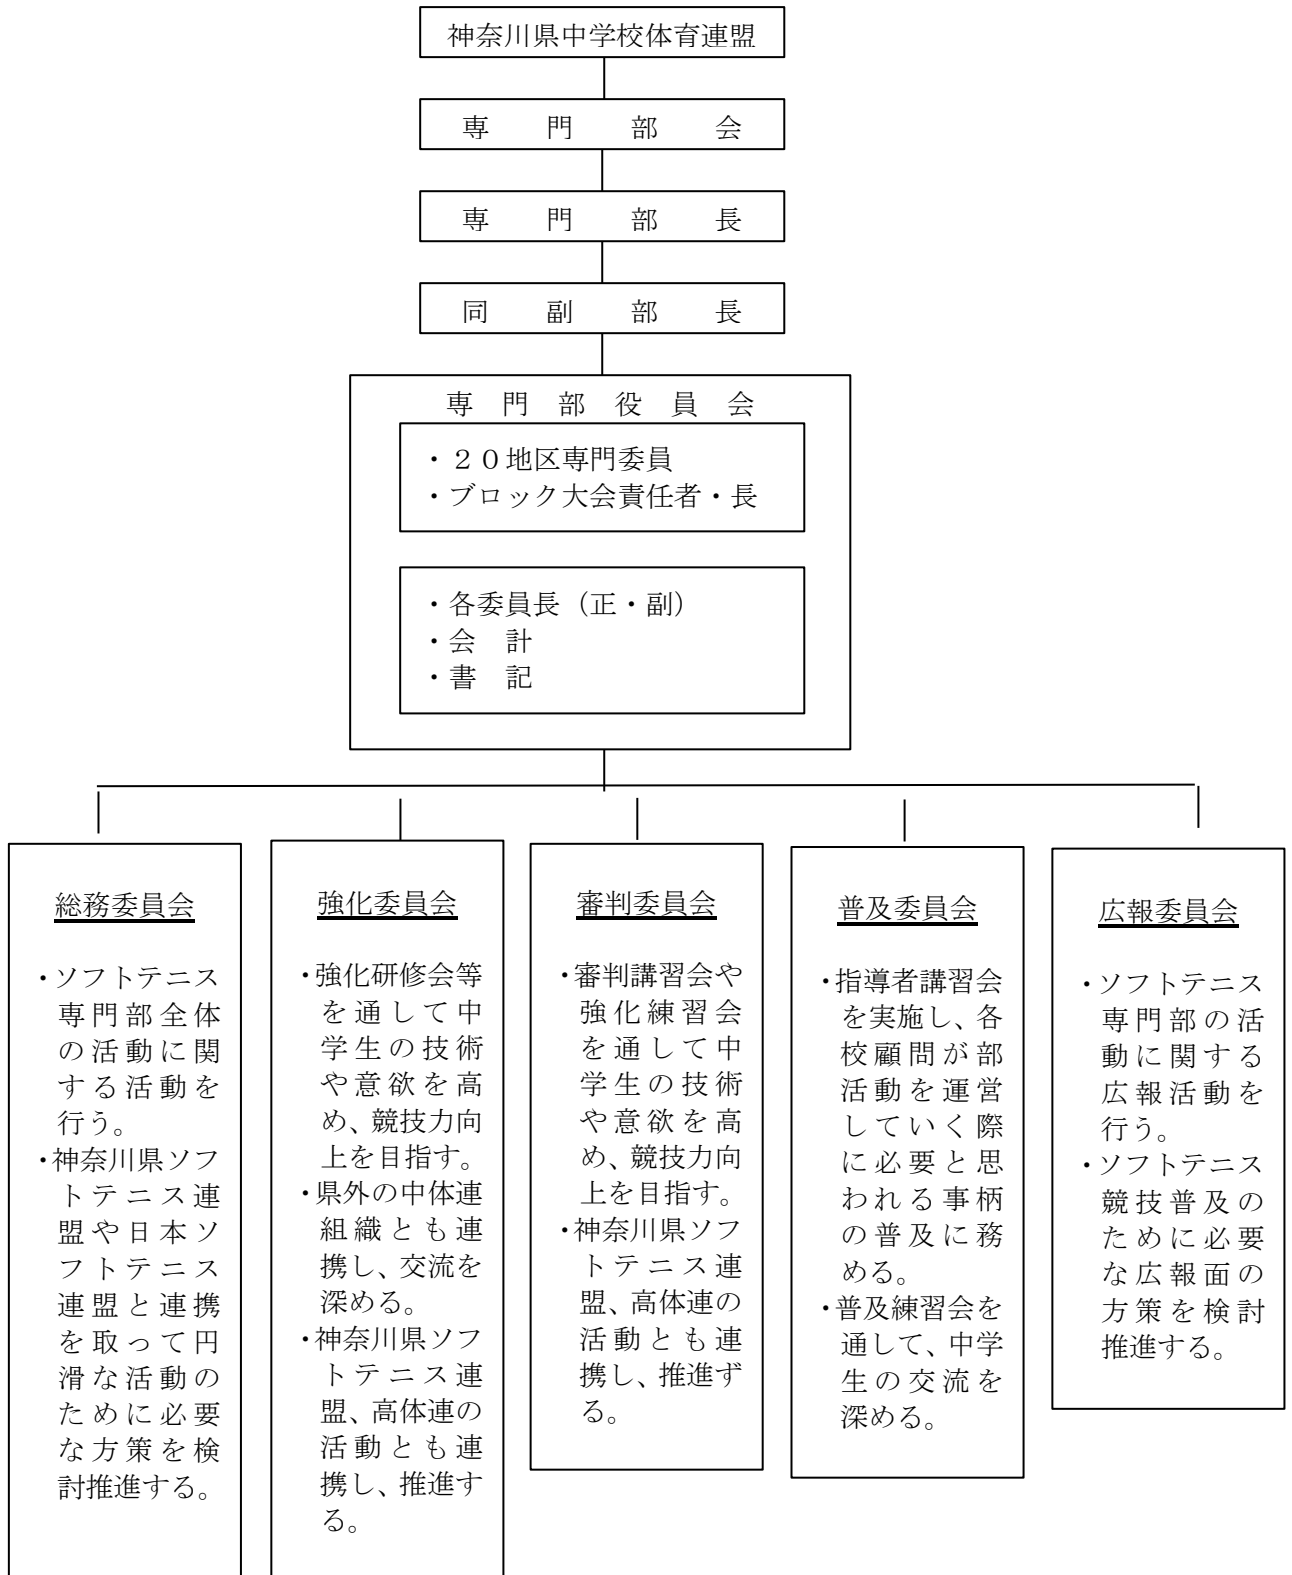 神奈川県中学校体育連盟
専門部会
専門部長
同副部長
専門部役員会
・２０地区専門委員
・ブロック大会責任者・長
・各委員長（正・副）
・会　計
・書　記
総務委員会
・ソフトテニス
専門部全体
の活動に関
する活動を
行う。
・神奈川県ソフ
トテニス連
盟や日本ソ
フトテニス
連盟と連携
を取って円
滑な活動の
ために必要
な方策を検
討推進する。
強化委員会
・強化研修会等
を通して中
学生の技術
や意欲を高
め、競技力向
上を目指す。
・県外の中体連
組織とも連
携し、交流を
深める。
・神奈川県ソフ
トテニス連
盟、高体連の
活動とも連
携し、推進す
る。
審判委員会
・審判講習会や
強化練習会
を通して中
学生の技術
や意欲を高
め、競技力向
上を目指す。
・神奈川県ソフ
トテニス連
盟、高体連の
活動とも連
携し、推進ず
る。
普及委員会
・指導者講習会
を実施し、各
校顧問が部
活動を運営
していく際
に必要と思
われる事柄
の普及に務
める。
・普及練習会を
通して、中学
生の交流を
深める。
広報委員会
・ソフトテニス
専門部の活
動に関する
広報活動を
行う。
・ソフトテニス
競技普及の
ために必要
な広報面の
方策を検討
推進する。